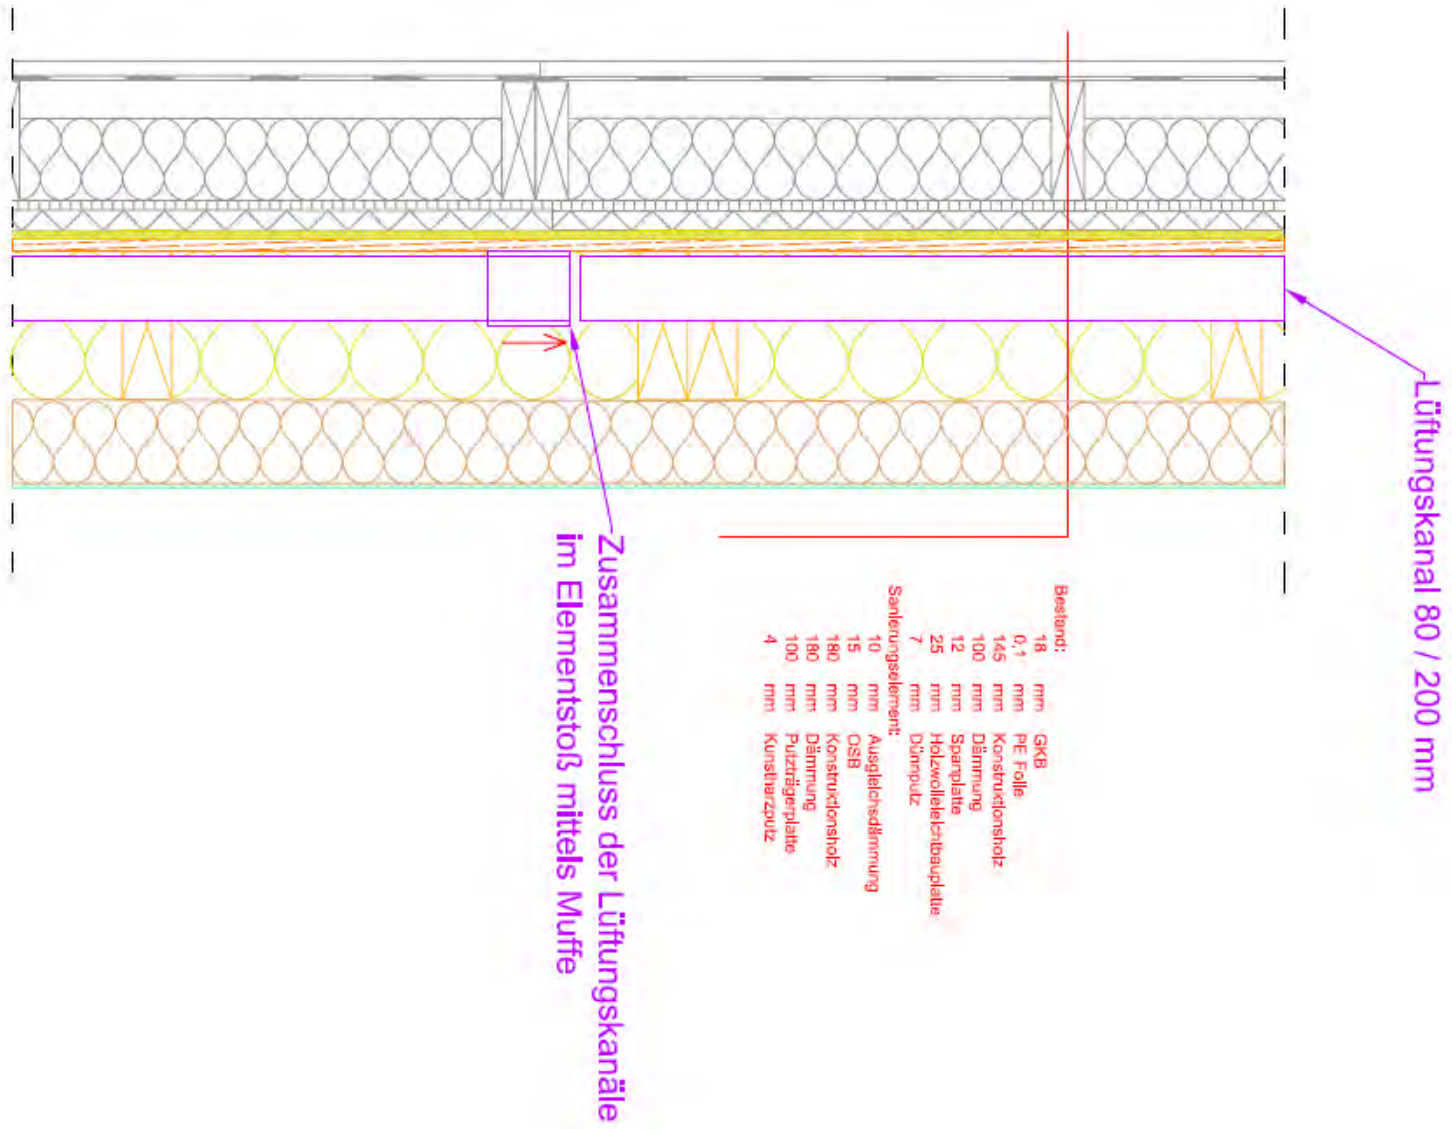 Lüftungskanal 80 / 200 mm
Bestand:
18 mm GKB
0,1 mm PE Folie
145 mm Konstruktionsholz
100 mm Dämmung
12 mm Spanplatte
25 mm Holzwolleleichtbauplatte
7 mm Dünnputz
Sanierungselement:
10 mm Ausgleichsdämmung
15 mm OSB
180 mm Konstruktionsholz
180 mm Dämmung
100 mm Putzträgerplatte
4 mm Kunstharzputz
Zusammenschluss der Lüftungskanäle
im Elementstoß mittels Muffe